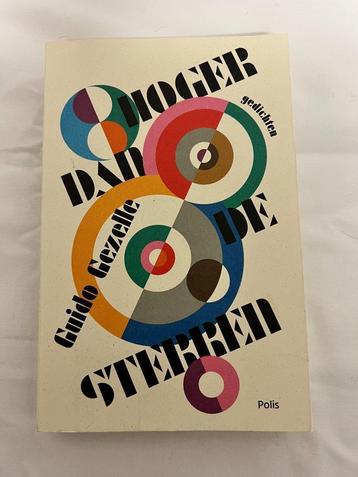 HOGER
gedichten
DAN
DE
Guido Gezelle
STERREN
Polis